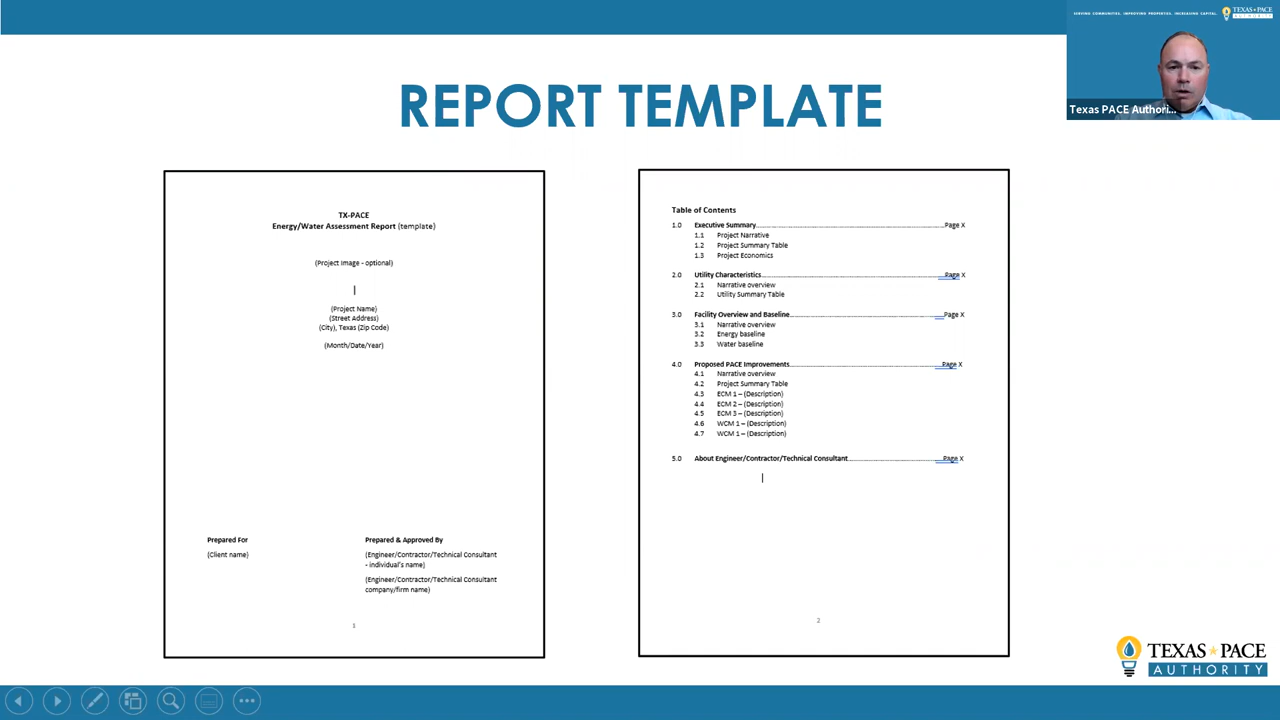 SERVING COMMUNITIES. IMPROVING PROPERTIES. INCREASING CAPITAL.
TEXAS PACE
AUTHORITY
Texas PACE Authori...
REPORT TEMPLATE
TX-PACE
Energy/Water Assessment Report (template)
(Project Image - optional)
(Project Name)
(Street Address)
(City), Texas (Zip Code)
(Month/Date/Year)
Prepared For
(Client name)
Prepared & Approved By
(Engineer/Contractor/Technical Consultant
- individual's name)
(Engineer/Contractor/Technical Consultant
company/firm name)
1
Table of Contents
1.0 Executive Summary Page X
1.1 Project Narrative
1.2 Project Summary Table
1.3 Project Economics
2.0 Utility Characteristics Page X
2.1 Narrative overview
2.2 Utility Summary Table
3.0 Facility Overview and Baseline Page X
3.1 Narrative overview
3.2 Energy baseline
3.3 Water baseline
4.0 Proposed PACE Improvements Page X
4.1 Narrative overview
4.2 Project Summary Table
4.3 ECM 1 – (Description)
4.4 ECM 2 – (Description)
4.5 ECM 3 – (Description)
4.6 WCM 1 – (Description)
4.7 WCM 1 – (Description)
5.0 About Engineer/Contractor/Technical Consultant Page X
2
TEXAS PACE
AUTHORITY